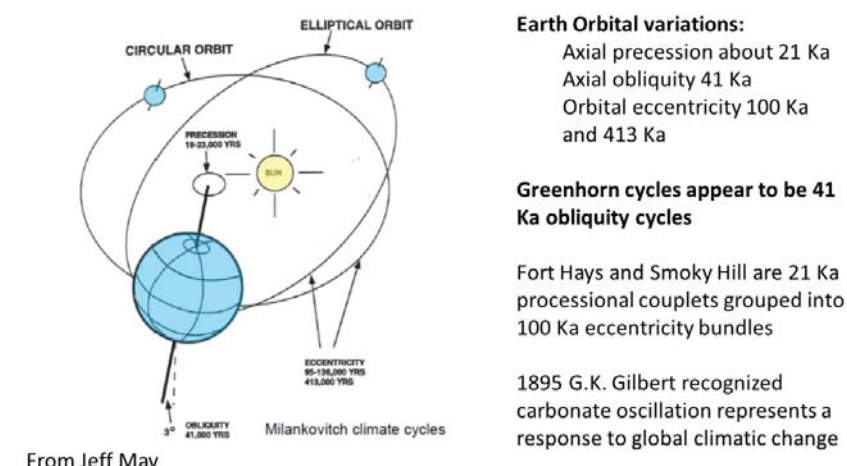 ELLIPTICAL ORBIT
CIRCULAR ORBIT
PRECESSION
19-23,000 YRS
SUN
ECCENTRICITY
95-136,000 YRS
413,000 YRS
3°
OBLIQUITY
41,000 YRS
Milankovitch climate cycles
From Jeff May
Earth Orbital variations:
Axial precession about 21 Ka
Axial obliquity 41 Ka
Orbital eccentricity 100 Ka
and 413 Ka
Greenhorn cycles appear to be 41
Ka obliquity cycles
Fort Hays and Smoky Hill are 21 Ka
processional couplets grouped into
100 Ka eccentricity bundles
1895 G.K. Gilbert recognized
carbonate oscillation represents a
response to global climatic change